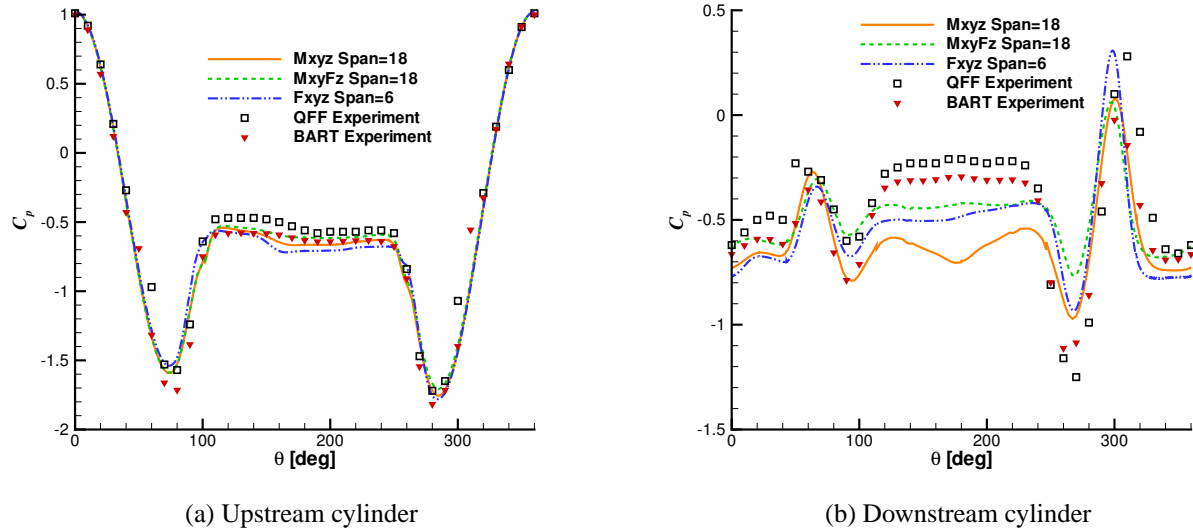 1
0.5
0
-0.5
-1
-1.5
-2
C_p
0
100
200
300
θ [deg]
Mxyz Span=18
MxyFz Span=18
Fxyz Span=6
QFF Experiment
BART Experiment
(a) Upstream cylinder
0.5
0
-0.5
-1
-1.5
C_p
0
100
200
300
θ [deg]
Mxyz Span=18
MxyFz Span=18
Fxyz Span=6
QFF Experiment
BART Experiment
(b) Downstream cylinder